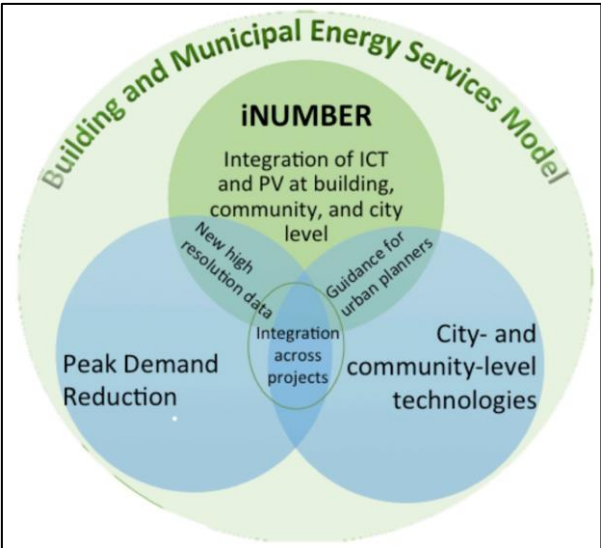 Building and Municipal Energy Services Model
iNUMBER
Integration of ICT
and PV at building,
community, and city
level
New high
resolution data
Guidance for
urban planners
Integration
across
projects
Peak Demand
Reduction
City- and
community-level
technologies